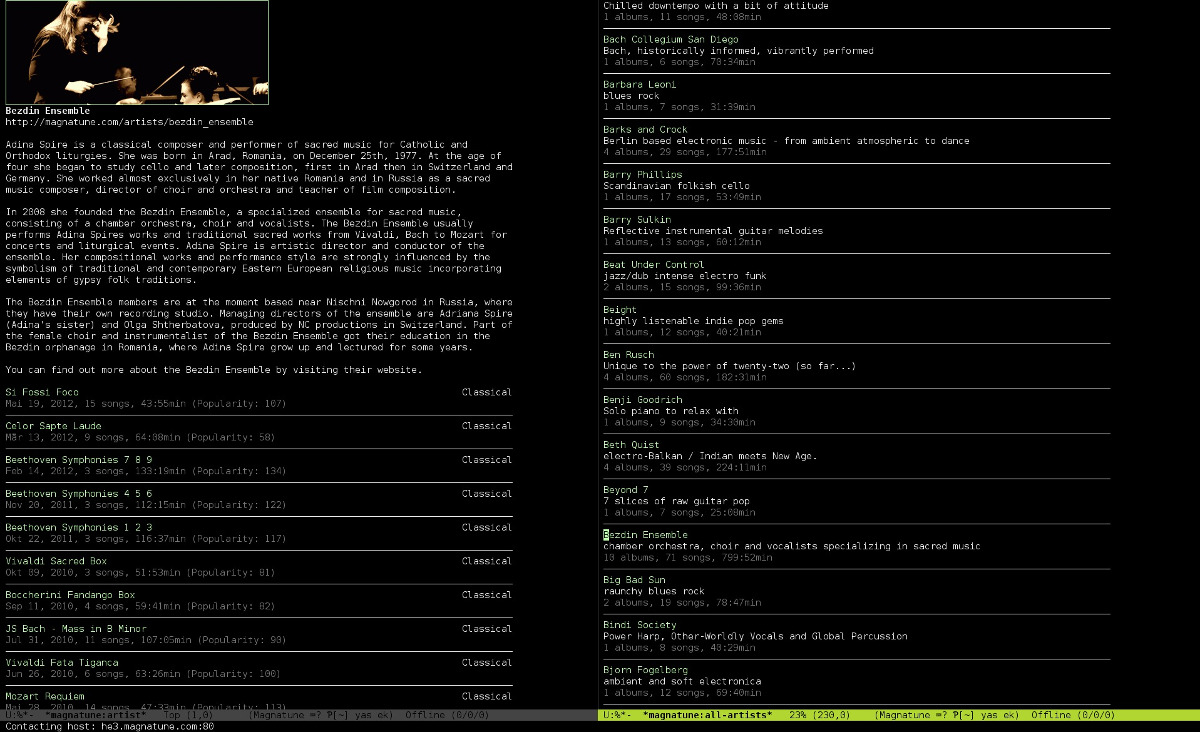 Bezdin Ensemble
http://magnatune.com/artists/bezdin_ensemble
Adina Spire is a classical composer and performer of sacred music for Catholic and
Orthodox liturgies. She was born in Arad, Romania, on December 25th, 1977. At the age of
four she began to study cello and later composition, first in Arad then in Switzerland and
Germany. She worked almost exclusively in her native Romania and in Russia as a sacred
music composer, director of choir and orchestra and teacher of film composition.
In 2008 she founded the Bezdin Ensemble, a specialized ensemble for sacred music,
consisting of a chamber orchestra, choir and vocalists. The Bezdin Ensemble usually
performs Adina Spires works and traditional sacred works from Vivaldi, Bach to Mozart for
concerts and liturgical events. Adina Spire is artistic director and conductor of the
ensemble. Her compositional works and performance style are strongly influenced by the
symbolism of traditional and contemporary Eastern European religious music incorporating
elements of gypsy folk traditions.
The Bezdin Ensemble members are at the moment based near Nischni Nowgorod in Russia, where
they have their own recording studio. Managing directors of the ensemble are Adriana Spire
(Adina's sister) and Olga Shtherbatova, produced by NC productions in Switzerland. Part of
the female choir and instrumentalist of the Bezdin Ensemble got their education in the
Bezdin orphanage in Romania, where Adina Spire grow up and lectured for some years.
You can find out more about the Bezdin Ensemble by visiting their website.
Si Fossi Foco Classical
Mai 19, 2012, 15 songs, 43:55min (Popularity: 107)
Celor Sapte Laude Classical
Mär 13, 2012, 9 songs, 64:08min (Popularity: 58)
Beethoven Symphonies 7 8 9 Classical
Feb 14, 2012, 3 songs, 133:19min (Popularity: 134)
Beethoven Symphonies 4 5 6 Classical
Nov 20, 2011, 3 songs, 112:15min (Popularity: 122)
Beethoven Symphonies 1 2 3 Classical
Okt 22, 2011, 3 songs, 116:37min (Popularity: 117)
Vivaldi Sacred Box Classical
Okt 09, 2010, 3 songs, 51:53min (Popularity: 81)
Boccherini Fandango Box Classical
Sep 11, 2010, 4 songs, 59:41min (Popularity: 82)
JS Bach - Mass in B Minor Classical
Jul 31, 2010, 11 songs, 107:05min (Popularity: 90)
Vivaldi Fata Tiganca Classical
Jun 26, 2010, 6 songs, 63:26min (Popularity: 100)
Mozart Requiem Classical
Mai 28, 2010, 14 songs, 47:33min (Popularity: 113)
U:%*- *magnatune:artist* Top (1,0) (Magnatune =? Ƥ[~] yas ek) Offline (0/0/0)
Contacting host: he3.magnatune.com:80
Chilled downtempo with a bit of attitude
1 albums, 11 songs, 48:08min
Bach Collegium San Diego
Bach, historically informed, vibrantly performed
1 albums, 6 songs, 70:34min
Barbara Leoni
blues rock
1 albums, 7 songs, 31:39min
Barks and Crock
Berlin based electronic music - from ambient atmospheric to dance
4 albums, 29 songs, 177:51min
Barry Phillips
Scandinavian folkish cello
1 albums, 17 songs, 53:49min
Barry Sulkin
Reflective instrumental guitar melodies
1 albums, 13 songs, 60:12min
Beat Under Control
jazz/dub intense electro funk
2 albums, 15 songs, 99:36min
Beight
highly listenable indie pop gems
1 albums, 12 songs, 40:21min
Ben Rusch
Unique to the power of twenty-two (so far...)
4 albums, 60 songs, 182:31min
Benji Goodrich
Solo piano to relax with
1 albums, 9 songs, 34:30min
Beth Quist
electro-Balkan / Indian meets New Age.
4 albums, 39 songs, 224:11min
Beyond 7
7 slices of raw guitar pop
1 albums, 7 songs, 25:08min
Bezdin Ensemble
chamber orchestra, choir and vocalists specializing in sacred music
10 albums, 71 songs, 799:52min
Big Bad Sun
raunchy blues rock
2 albums, 19 songs, 78:47min
Bindi Society
Power Harp, Other-Worldly Vocals and Global Percussion
1 albums, 8 songs, 40:29min
Bjorn Fogelberg
ambient and soft electronica
1 albums, 12 songs, 69:40min
U:%*- *magnatune:all-artists* 23% (230,0) (Magnatune =? Ƥ[~] yas ek) Offline (0/0/0)